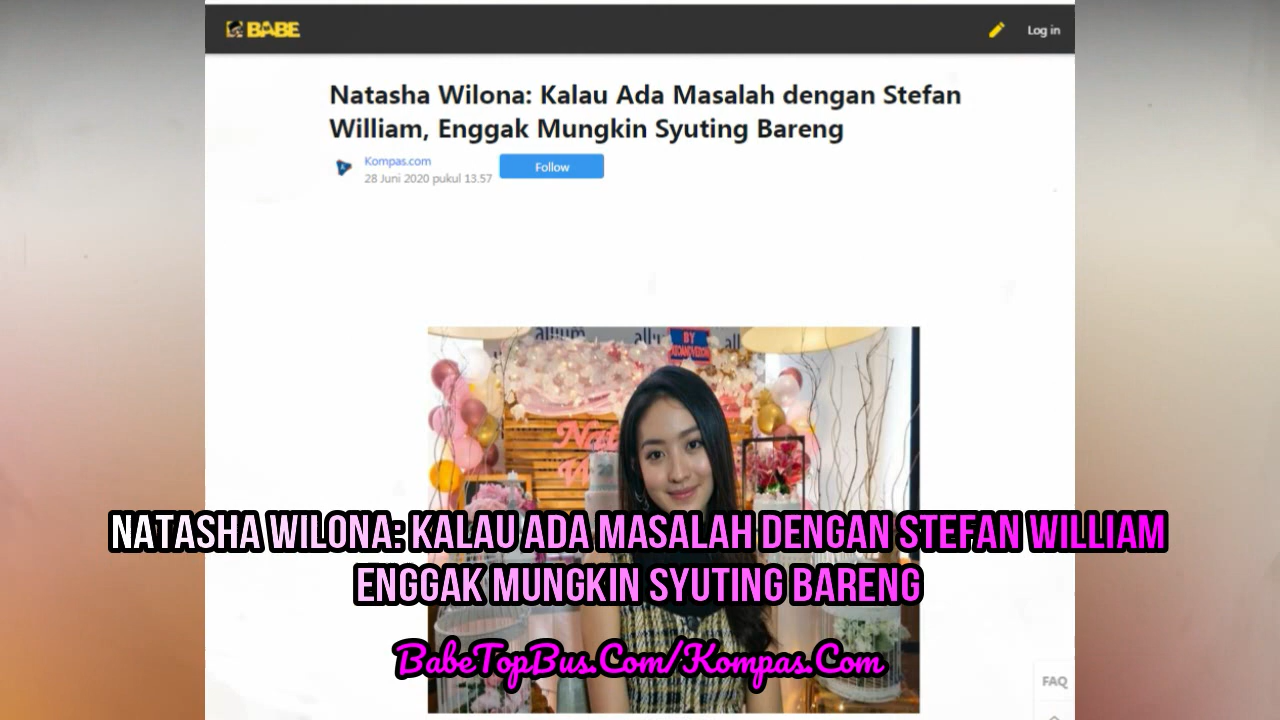 BABE
Log in
Natasha Wilona: Kalau Ada Masalah dengan Stefan
William, Enggak Mungkin Syuting Bareng
Kompas.com
Follow
28 Juni 2020 pukul 13.57
allium
BY
NATASHA WILONA: KALAU ADA MASALAH DENGAN STEFAN WILLIAM
ENGGAK MUNGKIN SYUTING BARENG
BabeTopBus.Com/Kompas.Com
FAQ